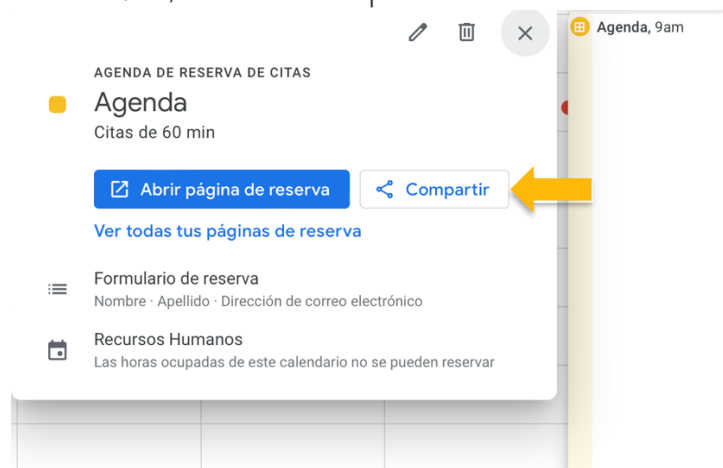 AGENDA DE RESERVA DE CITAS
Agenda
Citas de 60 min
Abrir página de reserva
Compartir
Ver todas tus páginas de reserva
Formulario de reserva
Nombre · Apellido · Dirección de correo electrónico
Recursos Humanos
Las horas ocupadas de este calendario no se pueden reservar
Agenda, 9am